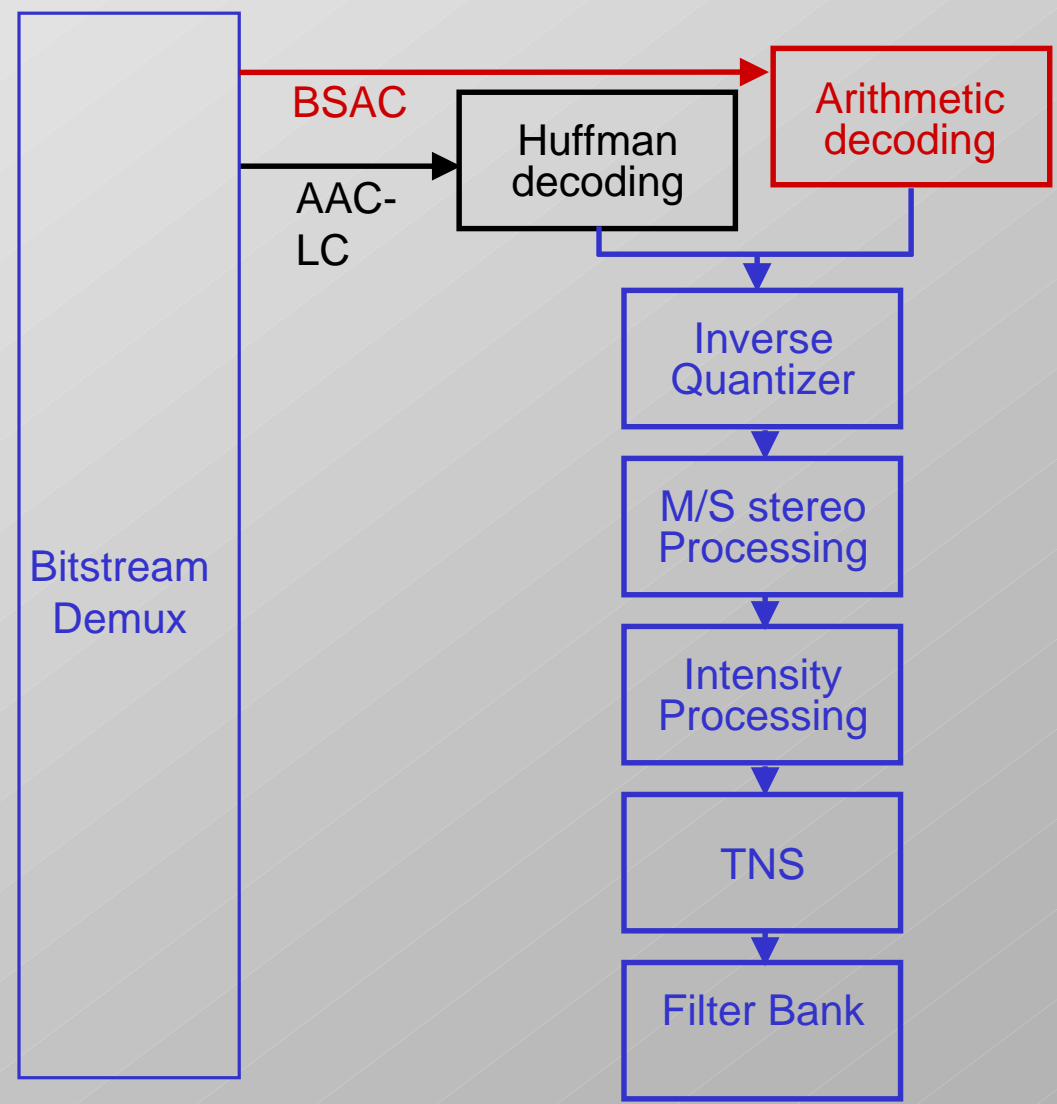 BSAC
Arithmetic
decoding
Huffman
decoding
AAC-
LC
Inverse
Quantizer
M/S stereo
Processing
Bitstream
Demux
Intensity
Processing
TNS
Filter Bank